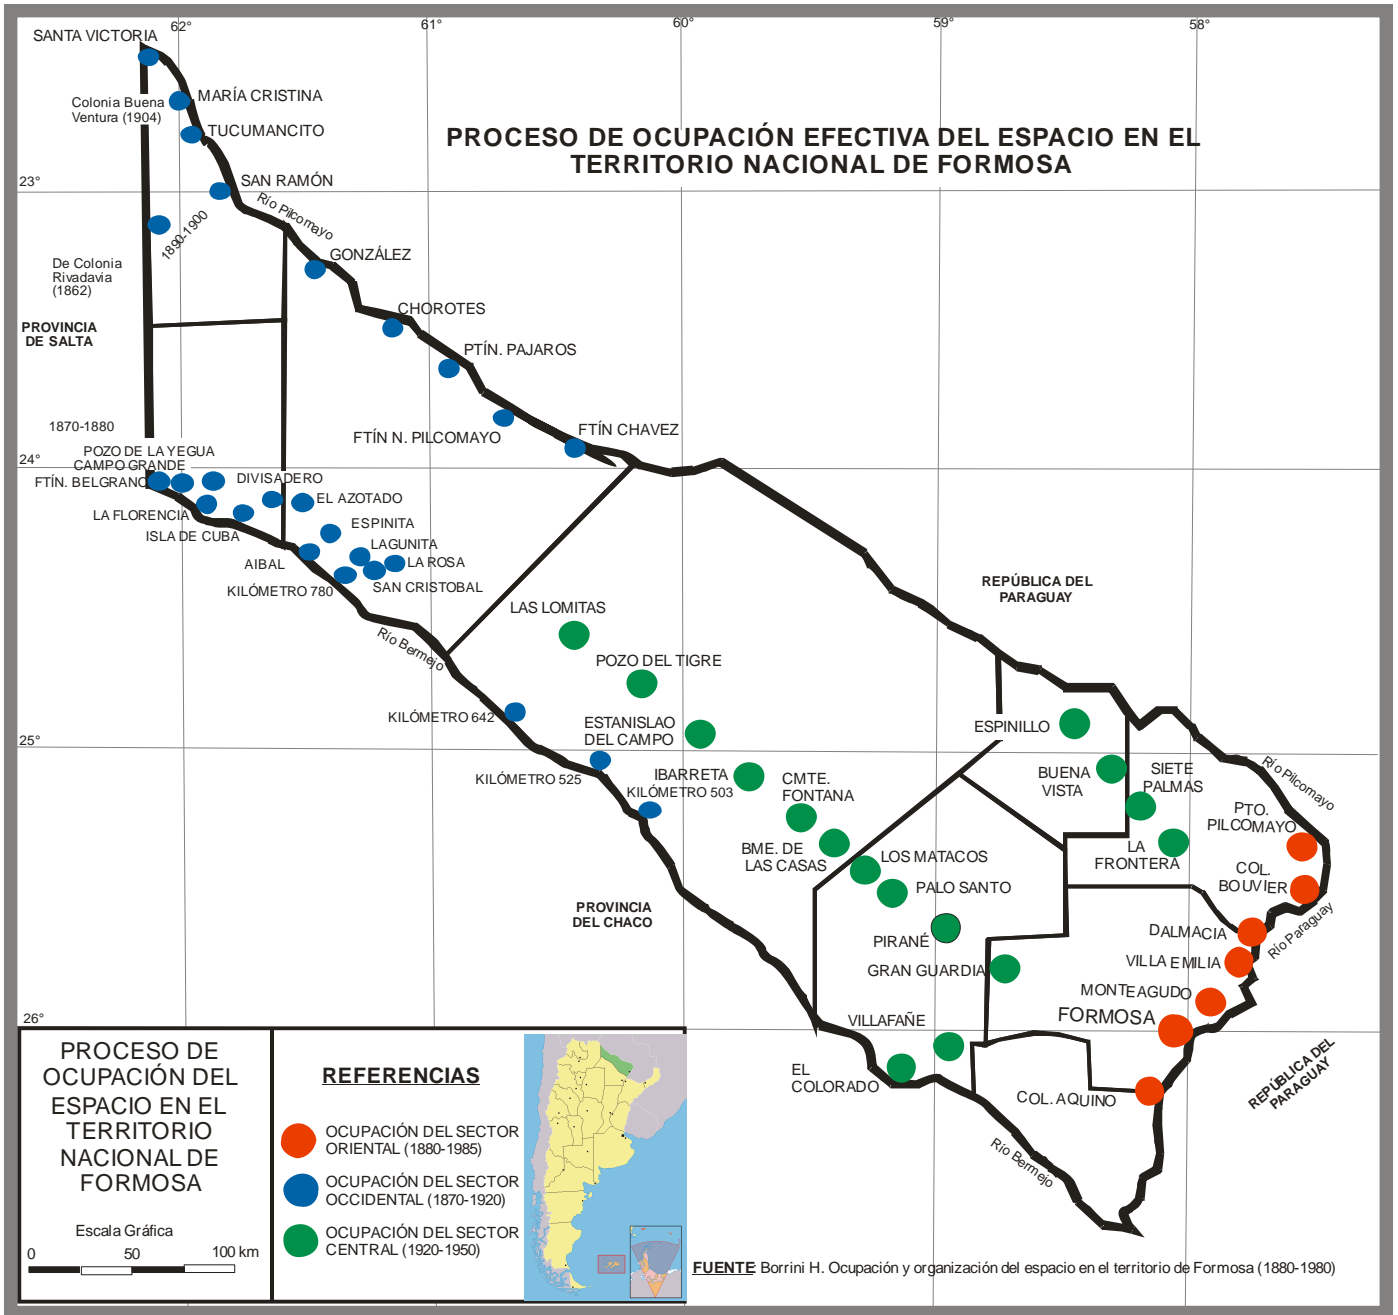 62°
61°
60°
59°
58°
SANTA VICTORIA
Colonia Buena
Ventura (1904)
MARÍA CRISTINA
TUCUMANCITO
PROCESO DE OCUPACIÓN EFECTIVA DEL ESPACIO EN EL
TERRITORIO NACIONAL DE FORMOSA
23°
SAN RAMÓN
Río Pilcomayo
1890-1900
De Colonia
Rivadavia
(1862)
GONZÁLEZ
CHOROTES
PROVINCIA
DE SALTA
PTÍN. PAJAROS
1870-1880
FTÍN N. PILCOMAYO
FTÍN CHAVEZ
24°
POZO DE LA YEGUA
CAMPO GRANDE
FTÍN. BELGRANO
DIVISADERO
EL AZOTADO
LA FLORENCIA
ISLA DE CUBA
ESPINITA
LAGUNITA
LA ROSA
AIBAL
KILÓMETRO 780
SAN CRISTOBAL
REPÚBLICA DEL
PARAGUAY
LAS LOMITAS
Río Bermejo
POZO DEL TIGRE
KILÓMETRO 642
ESTANISLAO
DEL CAMPO
ESPINILLO
25°
KILÓMETRO 525
IBARRETA
KILÓMETRO 503
CMTE.
FONTANA
BUENA
VISTA
SIETE
PALMAS
Río Pilcomayo
PTO.
PILCOMAYO
BME. DE
LAS CASAS
LOS MATACOS
LA
FRONTERA
COL.
BOUVIER
PALO SANTO
PROVINCIA
DEL CHACO
PIRANÉ
DALMACIA
Río Paraguay
GRAN GUARDIA
VILLA EMILIA
MONTEAGUDO
26°
VILLAFAÑE
FORMOSA
EL
COLORADO
COL. AQUINO
REPÚBLICA DEL
PARAGUAY
Río Bermejo
PROCESO DE
OCUPACIÓN DEL
ESPACIO EN EL
TERRITORIO
NACIONAL DE
FORMOSA
Escala Gráfica
0
50
100 km
REFERENCIAS
OCUPACIÓN DEL SECTOR
ORIENTAL (1880-1985)
OCUPACIÓN DEL SECTOR
OCCIDENTAL (1870-1920)
OCUPACIÓN DEL SECTOR
CENTRAL (1920-1950)
FUENTE Borrini H. Ocupación y organización del espacio en el territorio de Formosa (1880-1980)